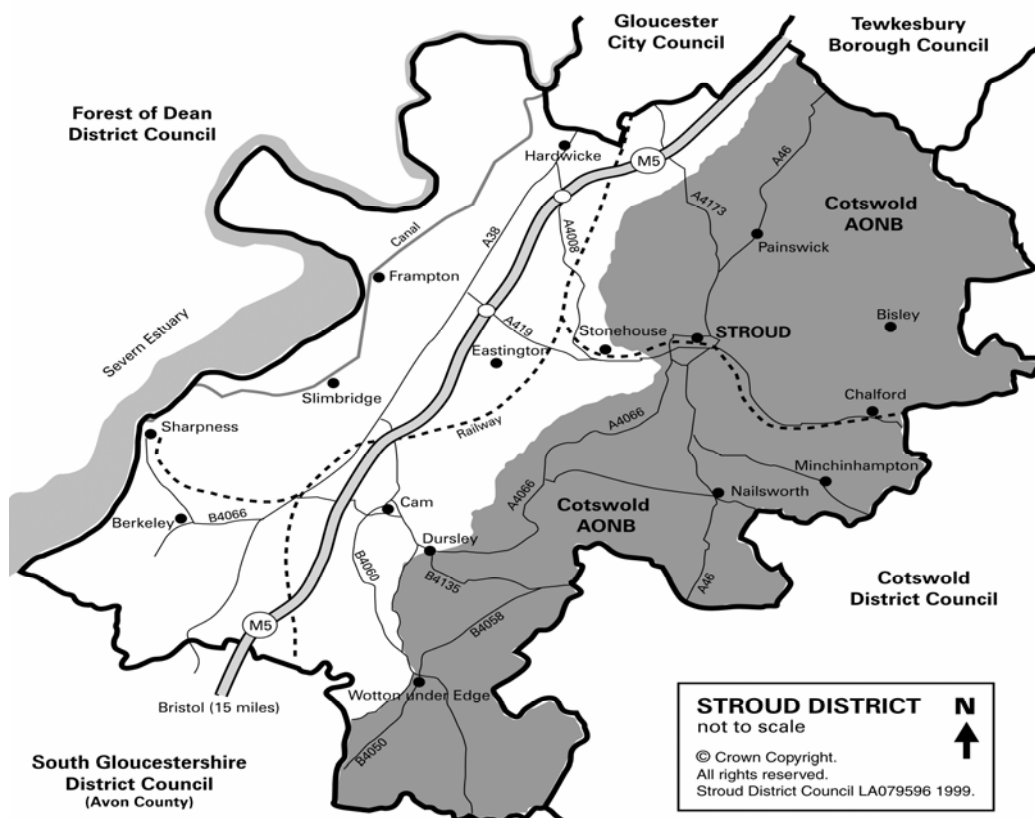 Gloucester
City Council
Tewkesbury
Borough Council
Forest of Dean
District Council
Hardwicke
M5
A46
A4173
Cotswold
AONB
Canal
A38
A4008
Painswick
Frampton
Severn Estuary
A419
Stonehouse
STROUD
Bisley
Eastington
Slimbridge
Chalford
Railway
A4066
Sharpness
Minchinhampton
A4066
Nailsworth
Cam
Cotswold
AONB
Berkeley
B4066
Dursley
B4060
B4135
A46
Cotswold
District Council
M5
B4058
Wotton under Edge
Bristol (15 miles)
B4050
South Gloucestershire
District Council
(Avon County)
STROUD DISTRICT
N
not to scale
© Crown Copyright.
All rights reserved.
Stroud District Council LA079596 1999.